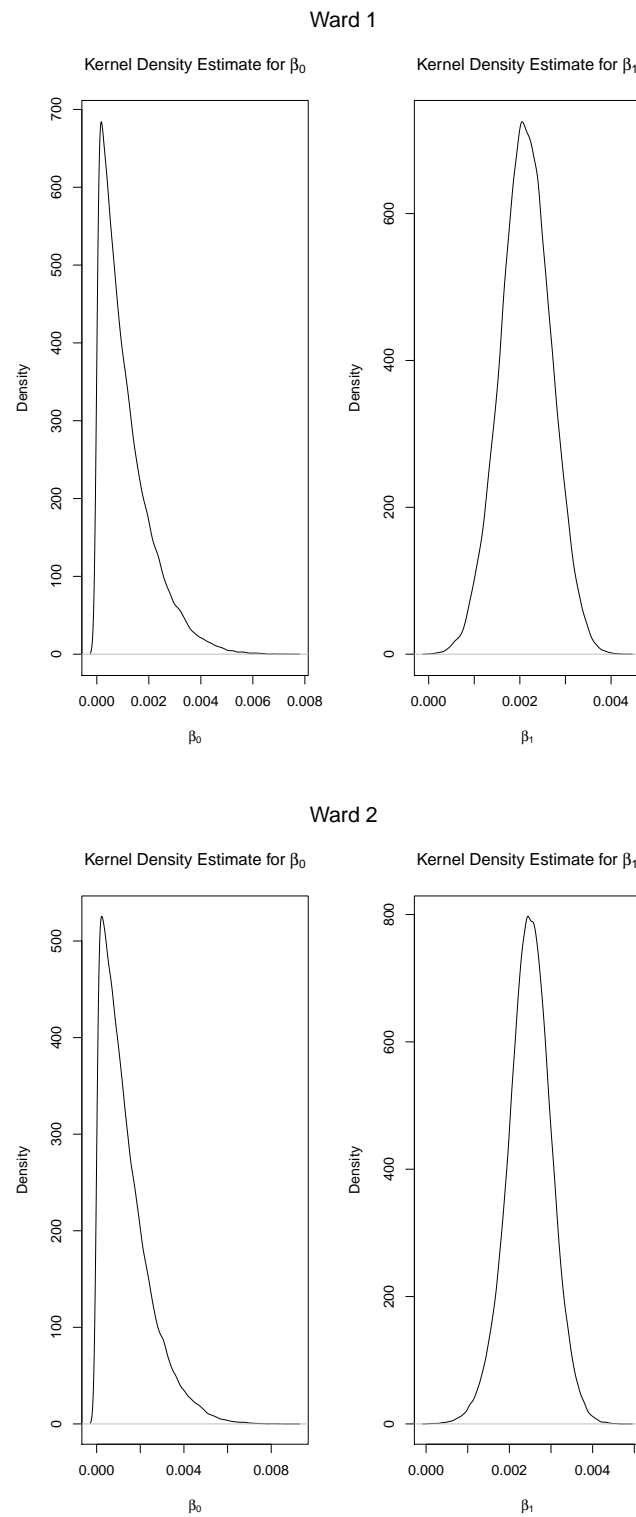 Ward 1
Kernel Density Estimate for β₀
Density
0 100 200 300 400 500 600 700
0.000 0.002 0.004 0.006 0.008
β₀
Kernel Density Estimate for β₁
Density
0 200 400 600
0.000 0.002 0.004
β₁
Ward 2
Kernel Density Estimate for β₀
Density
0 100 200 300 400 500
0.000 0.004 0.008
β₀
Kernel Density Estimate for β₁
Density
0 200 400 600 800
0.000 0.002 0.004
β₁